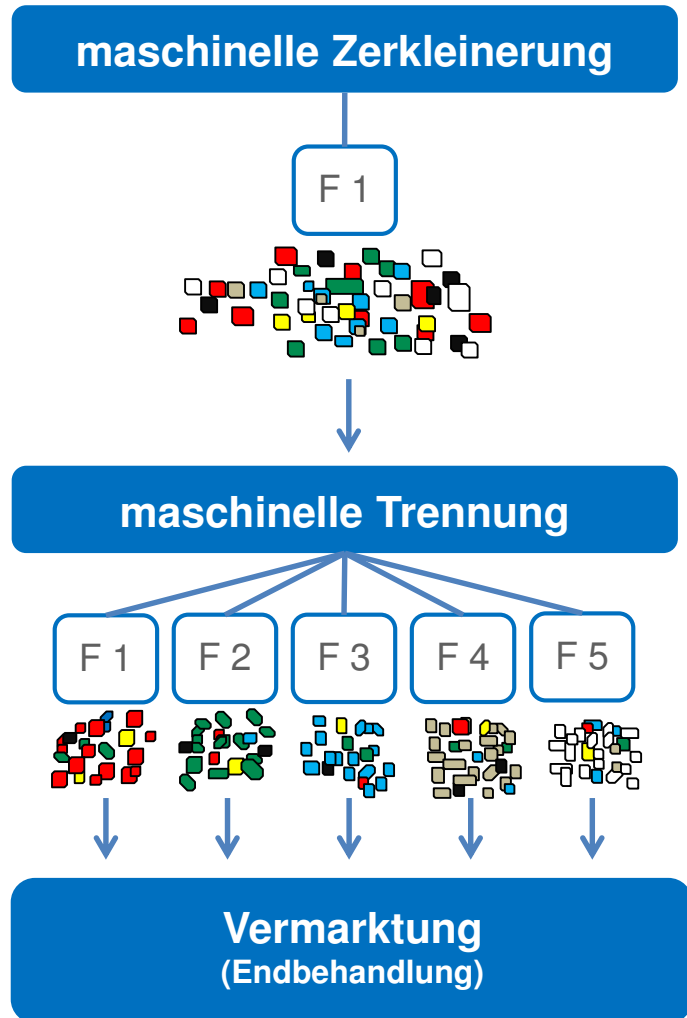 maschinelle Zerkleinerung
F 1
maschinelle Trennung
F 1 F 2 F 3 F 4 F 5
Vermarktung
(Endbehandlung)